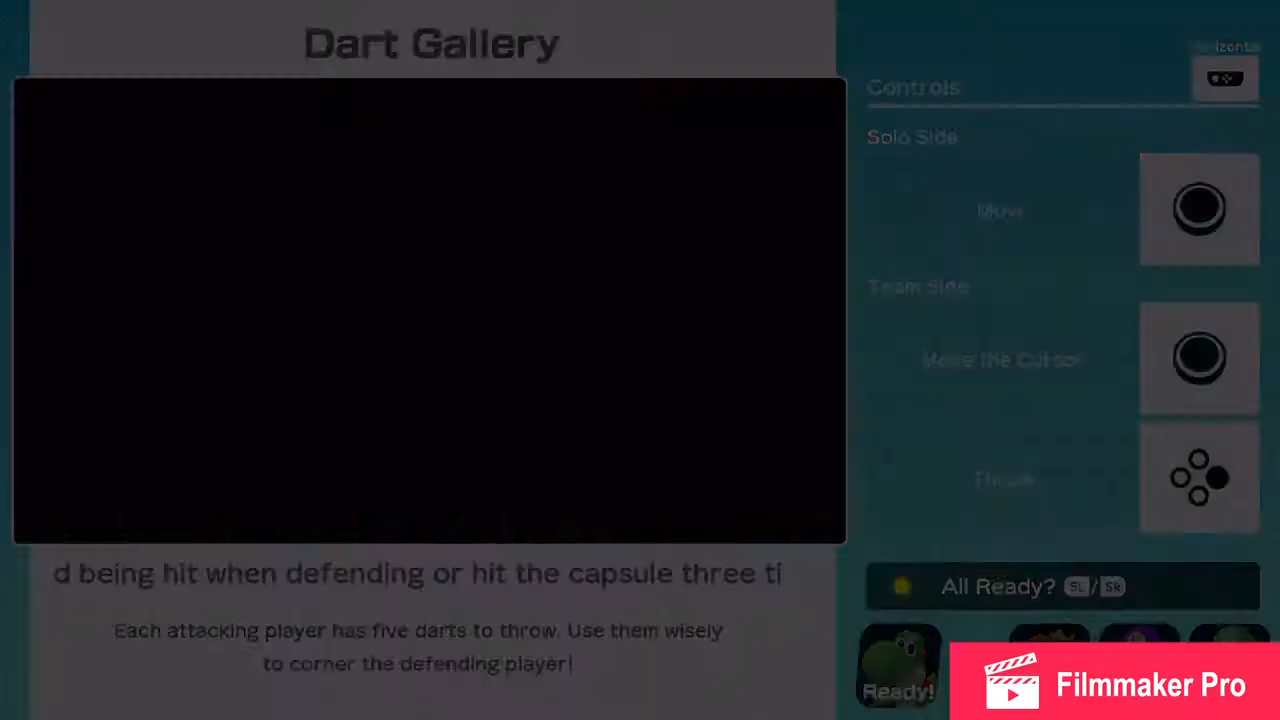 Dart Gallery
Horizontal
Controls
Solo Side
Move
Team Side
Move the Cursor
Throw
d being hit when defending or hit the capsule three ti
Each attacking player has five darts to throw. Use them wisely
to corner the defending player!
All Ready? SL/SR
Ready!
Filmmaker Pro